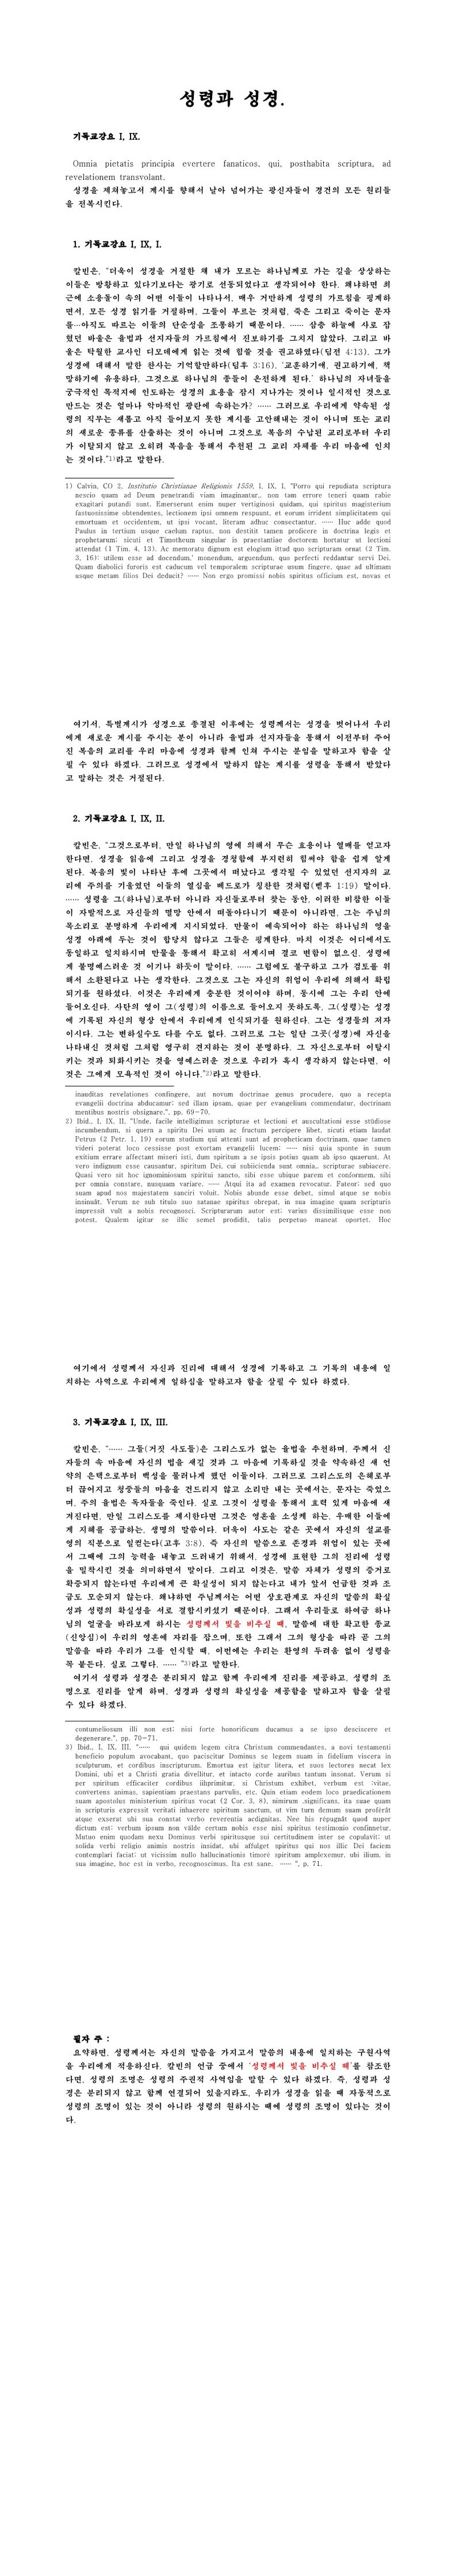 성령과 성경.
기독교강요 I, IX.
Omnia pietatis principia evertere fanaticos, qui, posthabita scriptura, ad
revelationem transvolant.
성경을 제쳐놓고서 계시를 향해서 날아 넘어가는 광신자들이 경건의 모든 원리들
을 전복시킨다.
1. 기독교강요 I, IX, I.
칼빈은, "더욱이 성경을 거절한 채 내가 모르는 하나님께로 가는 길을 상상하는
이들은 방황하고 있다기보다는 광기로 선동되었다고 생각되어야 한다. 왜냐하면 최
근에 소용돌이 속의 어떤 이들이 나타나서, 매우 거만하게 성령의 가르침을 핑계하
면서, 모든 성경 읽기를 거절하며, 그들이 부르는 것처럼, 죽은 그리고 죽이는 문자
를…아직도 따르는 이들의 단순성을 조롱하기 때문이다. …… 삼층 하늘에 사로 잡
혔던 바울은 율법과 선지자들의 가르침에서 진보하기를 그치지 않았다. 그리고 바
울은 탁월한 교사인 디모데에게 읽는 것에 힘쓸 것을 권고하였다(딤전 4:13). 그가
성경에 대해서 말한 찬사는 기억할만하다(딤후 3:16), '교훈하기에, 권고하기에, 책
망하기에 유용하다, 그것으로 하나님의 종들이 온전하게 된다.' 하나님의 자녀들을
궁극적인 목적지에 인도하는 성경의 효용을 잠시 지나가는 것이나 일시적인 것으로
만드는 것은 얼마나 악마적인 광란에 속하는가? …… 그러므로 우리에게 약속된 성
령의 직무는 새롭고 아직 들어보지 못한 계시를 고안해내는 것이 아니며 또는 교리
의 새로운 종류를 산출하는 것이 아니며 그것으로 복음의 수납된 교리로부터 우리
가 이탈되지 않고 오히려 복음을 통해서 추천된 그 교리 자체를 우리 마음에 인치
는 것이다."1)라고 말한다.
1) Calvin, CO 2, Institutio Christianae Religionis 1559, I, IX, I, "Porro qui repudiata scriptura
nescio quam ad Deum penetrandi viam imaginantur,. non tam errore teneri quam rabie
exagitari putandi sunt. Emerserunt enim nuper vertiginosi quidam, qui spiritus magisterium
fastuosissime obtendentes, lectionem ipsi omnem respuunt, et eorum irrident simplicitatem qui
emortuam et occidentem, ut ipsi vocant, literam adhuc consectantur. …… Huc adde quod
Paulus in tertium usque caelum raptus, non destitit tamen proficere in doctrina legis et
prophetarum; sicuti et Timotheum singular is praestantiae doctorem hortatur ut lectioni
attendat (1 Tim. 4, 13). Ac memoratu dignum est elogium illud quo scripturam ornat (2 Tim.
3, 16): utilem esse ad docendum,' monendum, arguendum, quo perfecti reddantur servi Dei.
Quam diabolici furoris est caducum vel temporalem scripturae usum fingere, quae ad ultimam
usque metam filios Dei deducit? …… Non ergo promissi nobis spiritus officium est, novas et
여기서, 특별계시가 성경으로 종결된 이후에는 성령께서는 성경을 벗어나서 우리
에게 새로운 계시를 주시는 분이 아니라 율법과 선지자들을 통해서 이전부터 주어
진 복음의 교리를 우리 마음에 성경과 함께 인쳐 주시는 분임을 말하고자 함을 살
필 수 있다 하겠다. 그러므로 성경에서 말하지 않는 계시를 성령을 통해서 받았다
고 말하는 것은 거절된다.
2. 기독교강요 I, IX, II.
칼빈은, "그것으로부터, 만일 하나님의 영에 의해서 무슨 효용이나 열매를 얻고자
한다면, 성경을 읽음에 그리고 성경을 경청함에 부지런히 힘써야 함을 쉽게 알게
된다. 복음의 빛이 나타난 후에 그곳에서 떠났다고 생각될 수 있었던 선지자의 교
리에 주의를 기울였던 이들의 열심을 베드로가 칭찬한 것처럼(벧후 1:19) 말이다.
…… 성령을 그(하나님)로부터 아니라 자신들로부터 찾는 동안, 이러한 비참한 이들
이 자발적으로 자신들의 멸망 안에서 떠돌아다니기 때문이 아니라면, 그는 주님의
목소리로 분명하게 우리에게 지시되었다. 만물이 예속되어야 하는 하나님의 영을
성경 아래에 두는 것이 합당치 않다고 그들은 핑계한다. 마치 이것은 어디에서도
동일하고 일치하시며 만물을 통해서 확고히 서계시며 결코 변함이 없으신, 성령에
게 불명예스러운 것 이기나 하듯이 말이다. …… 그럼에도 불구하고 그가 검토를 위
해서 소환된다고 나는 생각한다. 그것으로 그는 자신의 위엄이 우리에 의해서 확립
되기를 원하셨다. 이것은 우리에게 충분한 것이어야 하며, 동시에 그는 우리 안에
들어오신다. 사단의 영이 그(성령)의 이름으로 들어오지 못하도록, 그(성령)는 성경
에 기록된 자신의 형상 안에서 우리에게 인식되기를 원하신다. 그는 성경들의 저자
이시다. 그는 변하실수도 다를 수도 없다. 그러므로 그는 일단 그곳(성경)에 자신을
나타내신 것처럼 그처럼 영구히 견지하는 것이 분명하다. 그 자신으로부터 이탈시
키는 것과 퇴화시키는 것을 영예스러운 것으로 우리가 혹시 생각하지 않는다면, 이
것은 그에게 모욕적인 것이 아니다."2)라고 말한다.
inauditas revelationes confingere, aut novum doctrinae genus procudere, quo a recepta
evangelii doctrina abducamur; sed illam ipsam, quae per evangelium commendatur, doctrinam
mentibus nostris obsignare.", pp. 69-70.
2) Ibid., I, IX, II, "Unde, facile intelligimus scripturae et lectioni et auscultationi esse stüdiose
incumbendum, si quern a spiritu Dei usum ac fructum percipere libet, sicuti etiam laudat
Petrus (2 Petr. 1, 19) eorum studium qui attenti sunt ad propheticam doctrinam, quae tamen
videri poterat loco cessisse post exortam evangelii lucem; …… nisi quia sponte in suum
exitium errare affectant miseri isti, dum spiritum a se ipsis potius quam ab ipso quaerunt. At
vero indignum esse causantur, spiritum Dei, cui subiicienda sunt omnia,. scripturae subiacere.
Quasi vero sit hoc ignominiosum spiritui sancto, sibi esse ubique parem et conformem, sibi
per omnia constare, nusquam variare. …… Atqui ita ad examen revocatur. Fateor; sed quo
suam apud nos majestatem sanciri voluit. Nobis abunde esse debet, simul atque se nobis
insinuät. Verum ne sub titulo suo satanae spiritus obrepat, in sua imagine quam scripturis
impressit vult a nobis recognosci. Scripturarum autor est; varius dissimilisque esse non
potest. Qualem igitur se illic semel prodidit, talis perpetuo maneat oportet. Hoc
여기에서 성령께서 자신과 진리에 대해서 성경에 기록하고 그 기록의 내용에 일
치하는 사역으로 우리에게 일하심을 말하고자 함을 살필 수 있다 하겠다.
3. 기독교강요 I, IX, III.
칼빈은, "…… 그들(거짓 사도들)은 그리스도가 없는 율법을 추천하며, 주께서 신
자들의 속 마음에 자신의 법을 새길 것과 그 마음에 기록하실 것을 약속하신 새 언
약의 은택으로부터 백성을 물러나게 했던 이들이다. 그러므로 그리스도의 은혜로부
터 끊어지고 청중들의 마음을 건드리지 않고 소리만 내는 곳에서는, 문자는 죽었으
며, 주의 율법은 독자들을 죽인다. 실로 그것이 성령을 통해서 효력 있게 마음에 새
겨진다면, 만일 그리스도를 제시한다면 그것은 영혼을 소생케 하는, 우매한 이들에
게 지혜를 공급하는, 생명의 말씀이다. 더욱이 사도는 같은 곳에서 자신의 설교를
영의 직분으로 일컫는다(고후 3:8). 즉 자신의 말씀으로 존경과 위엄이 있는 곳에
서 그때에 그의 능력을 내놓고 드러내기 위해서, 성경에 표현한 그의 진리에 성령
을 밀착시킨 것을 의미하면서 말이다. 그리고 이것은, 말씀 자체가 성령의 증거로
확증되지 않는다면 우리에게 큰 확실성이 되지 않는다고 내가 앞서 언급한 것과 조
금도 모순되지 않는다. 왜냐하면 주님께서는 어떤 상호관계로 자신의 말씀의 확실
성과 성령의 확실성을 서로 결합시키셨기 때문이다. 그래서 우리들로 하여금 하나
님의 얼굴을 바라보게 하시는 성령께서 빛을 비추실 때, 말씀에 대한 확고한 종교
(신앙심)이 우리의 영혼에 자리를 잡으며, 또한 그래서 그의 형상을 따라 곧 그의
말씀을 따라 우리가 그를 인식할 때, 이번에는 우리는 환영의 두려움 없이 성령을
꼭 붙든다. 실로 그렇다. …… "3)라고 말한다.
여기서 성령과 성경은 분리되지 않고 함께 우리에게 진리를 제공하고, 성령의 조
명으로 진리를 알게 하며, 성경과 성령의 확실성을 제공함을 말하고자 함을 살필
수 있다 하겠다.
contuneliosum illi non est; nisi forte honorificum ducamus a se ipso desciscere et
degenerare.", pp. 70-71.
3) Ibid., I, IX, III, "…… qui quidem legem citra Christum commendantes, a novi testamenti
beneficio populum avocabant, quo paciscitur Dominus se legem suam in fidelium viscera in
sculpturum, et cordibus inscripturum. Emortua est igitur litera, et suos lectores necat lex
Domini, ubi et a Christi gratia divellitur, et intacto corde auribus tantum insonat. Verum si
per spiritum efficaciter cordibus iihprimitur, si Christum exhibet, verbum est :vitae,
convertens animas, sapientiam praestans parvulis, etc. Quin etiam eodem loco praedicationem
suam apostolus ministerium spiritus vocat (2 Cor. 3, 8), nimirum .significans, ita suae quam
in scripturis expressit veritati inhaerere spiritum sanctum, ut vim turn demum suam proférât
atque exserat ubi sua constat verbo reverentia acdignitas. Nee his répugnât quod nuper
dictum est: verbum ipsum non välde certum nobis esse nisi spiritus testimonio confirmetur.
Mutuo enim quodam nexu Dominus verbi spiritusque sui certitudinem inter se copulavit; ut
solida verbi religio animis nostris insidat, ubi affulget spiritus qui nos illic Dei faciem
contemplari faciat; ut vicissim nullo hallucinationis timoré spiritum amplexemur, ubi ilium, in
sua imagine, hoc est in verbo, recognoscimus. Ita est sane. …… ", p. 71.
필자 주 :
요약하면, 성령께서는 자신의 말씀을 가지고서 말씀의 내용에 일치하는 구원사역
을 우리에게 적용하신다. 칼빈의 언급 중에서 '성령께서 빛을 비추실 때'를 참조한
다면, 성령의 조명은 성령의 주권적 사역임을 말할 수 있다 하겠다. 즉, 성령과 성
경은 분리되지 않고 함께 연결되어 있을지라도, 우리가 성경을 읽을 때 자동적으로
성령의 조명이 있는 것이 아니라 성령의 원하시는 때에 성령의 조명이 있다는 것이
다.